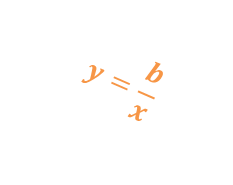 y = b/x